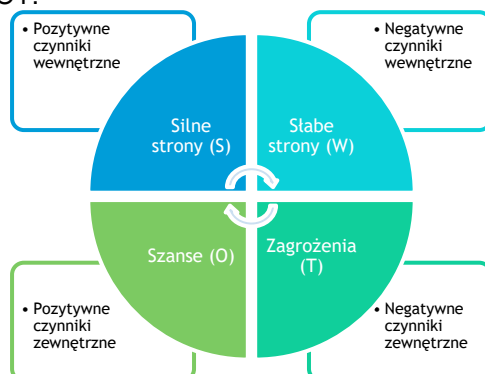 • Pozytywne
czynniki
wewnętrzne
• Negatywne
czynniki
wewnętrzne
Silne
strony (S)
Słabe
strony (W)
Szanse (O)
Zagrożenia
(T)
• Pozytywne
czynniki
zewnętrzne
• Negatywne
czynniki
zewnętrzne